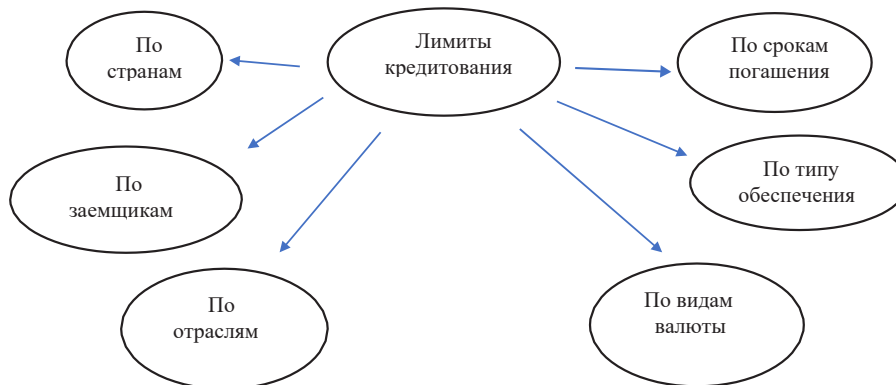 Лимиты
кредитования
По
странам
По срокам
погашения
По
заемщикам
По типу
обеспечения
По
отраслям
По видам
валюты